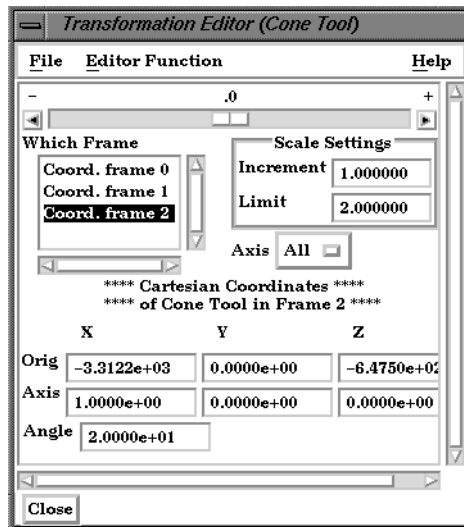 Transformation Editor (Cone Tool)
File Editor Function Help
- .0 +
Which Frame
Coord. frame 0
Coord. frame 1
Coord. frame 2
Scale Settings
Increment 1.000000
Limit 2.000000
Axis All
**** Cartesian Coordinates ****
**** of Cone Tool in Frame 2 ****
X Y Z
Orig -3.3122e+03 0.0000e+00 -6.4750e+02
Axis 1.0000e+00 0.0000e+00 0.0000e+00
Angle 2.0000e+01
Close